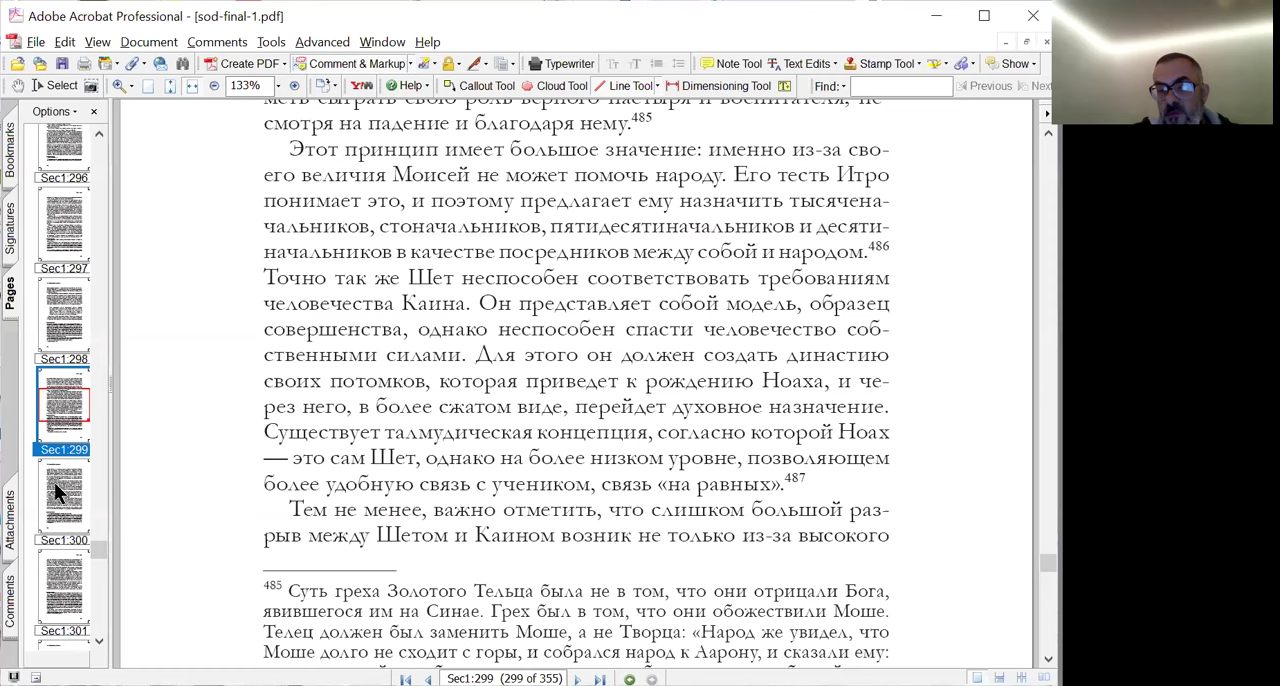 Adobe Acrobat Professional - [sod-final-1.pdf]
File Edit View Document Comments Tools Advanced Window Help
Create PDF Comment & Markup Typewriter Note Tool Text Edits Stamp Tool Show
Select 133% Help Callout Tool Cloud Tool Line Tool Dimensioning Tool Find: Previous Next
Options
Bookmarks
Signatures
Pages
Attachments
Comments
Sec1:296
Sec1:297
Sec1:298
Sec1:299
Sec1:300
Sec1:301
меть сыграть свою роль верного пастыря и воспитателя, не-
смотря на падение и благодаря нему.485
Этот принцип имеет большое значение: именно из-за сво-
его величия Моисей не может помочь народу. Его тесть Итро
понимает это, и поэтому предлагает ему назначить тысячена-
чальников, стоначальников, пятидесятиначальников и десяти-
начальников в качестве посредников между собой и народом.486
Точно так же Шет неспособен соответствовать требованиям
человечества Каина. Он представляет собой модель, образец
совершенства, однако неспособен спасти человечество соб-
ственными силами. Для этого он должен создать династию
своих потомков, которая приведет к рождению Ноаха, и че-
рез него, в более сжатом виде, перейдет духовное назначение.
Существует талмудическая концепция, согласно которой Ноах
— это сам Шет, однако на более низком уровне, позволяющем
более удобную связь с учеником, связь «на равных».487
Тем не менее, важно отметить, что слишком большой раз-
рыв между Шетом и Каином возник не только из-за высокого
485 Суть греха Золотого Тельца была не в том, что они отрицали Бога,
явившегося им на Синае. Грех был в том, что они обожествили Моше.
Телец должен был заменить Моше, а не Творца: «Народ же увидел, что
Моше долго не сходит с горы, и собрался народ к Аарону, и сказали ему:
Sec1:299 (299 of 355)